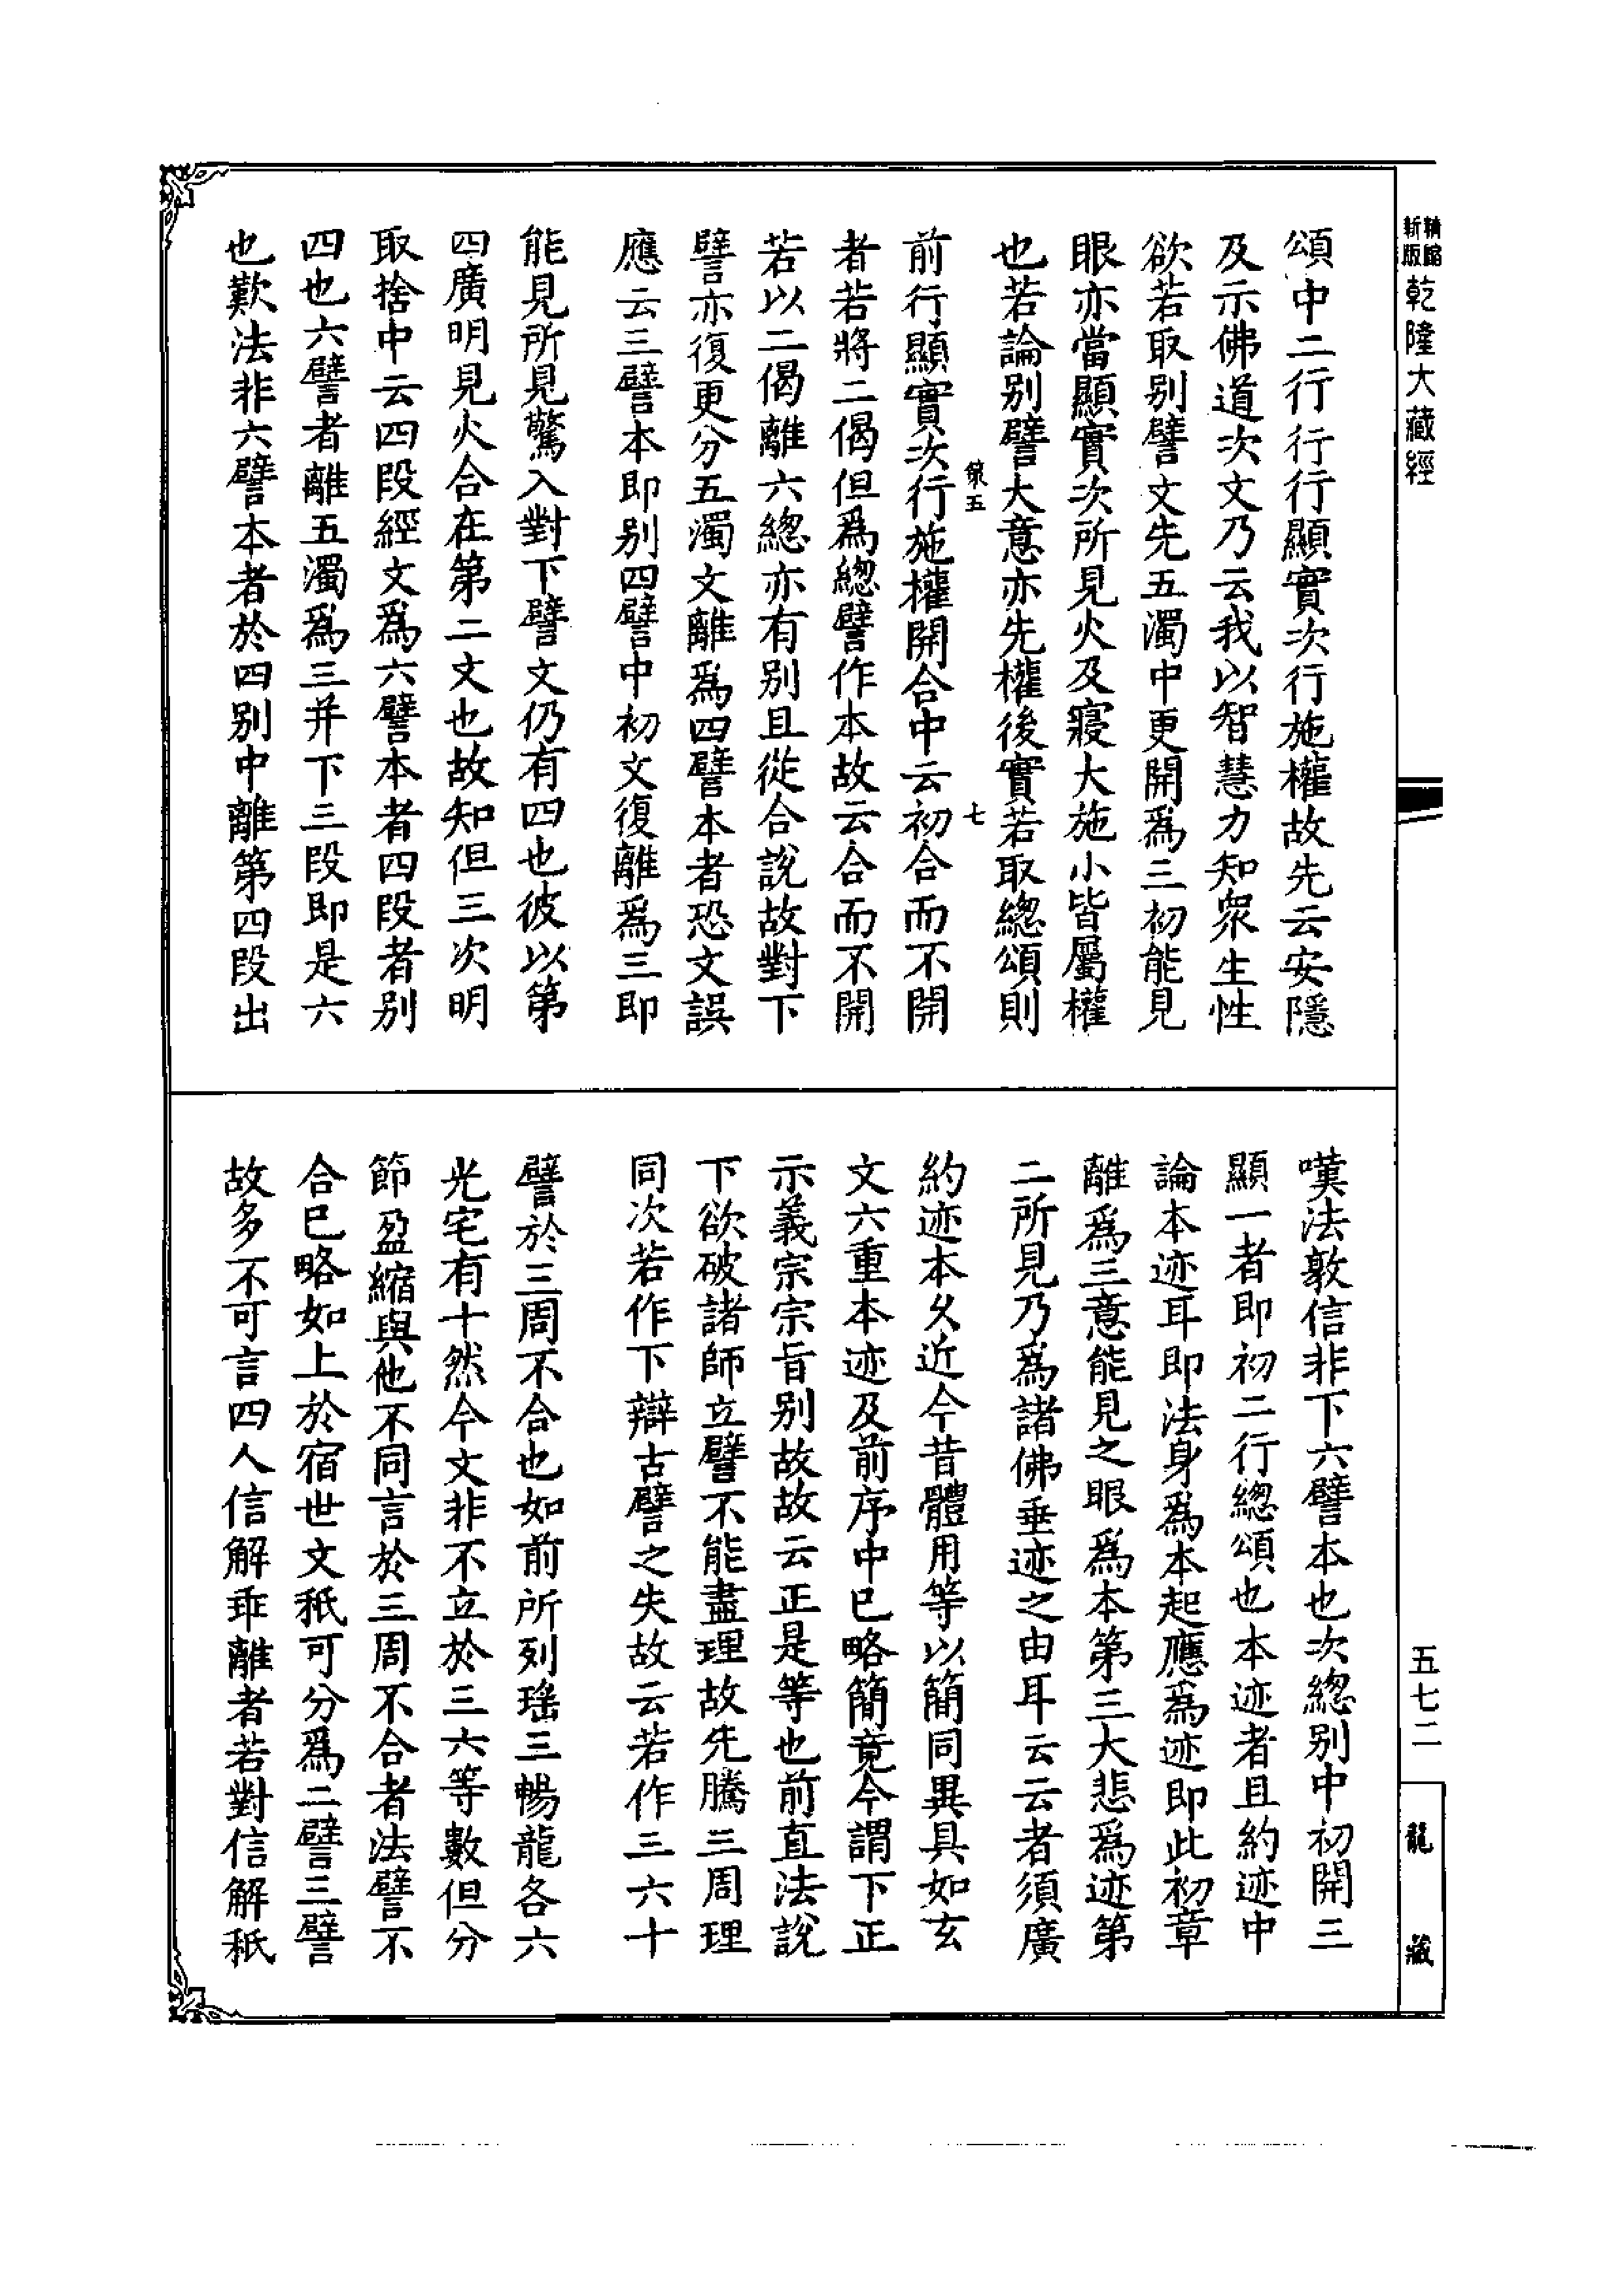 精縮
新版
乾隆大藏經
頌中二行行行顯實次行施權故先云安隱
及示佛道次文乃云我以智慧力知衆生性
欲若取别譬文先五濁中更開爲三初能見
眼亦當顯實次所見火及寢大施小皆屬權
也若論别譬大意亦先權後實若取總頌則
七
前行顯實次行施權開合中云初合而不開
者若將二偈但爲總譬作本故云合而不開
若以二偈離六總亦有别且從合說故對下
譬亦復更分五濁文離爲四譬本者恐文誤
應云三譬本即别四譬中初文復離爲三即
能見所見驚入對下譬文仍有四也彼以第
四廣明見火合在第二文也故知但三次明
取捨中云四段經文爲六譬本者四段者别
四也六譬者離五濁爲三并下三段即是六
也歎法非六譬本者於四别中離第四段出
嘆法敦信非下六譬本也次總别中初開三
顯一者即初二行總頌也本迹者且約迹中
論本迹耳即法身爲本起應爲迹即此初章
離爲三意能見之眼爲本第三大悲爲迹第
二所見乃爲諸佛垂迹之由耳云云者須廣
約迹本久近今昔體用等以簡同異具如玄
文六重本迹及前序中已略簡竟今謂下正
示義宗宗旨别故故云正是等也前直法說
下欲破諸師立譬不能盡理故先騰三周理
同次若作下辯古譬之失故云若作三六十
譬於三周不合也如前所列瑤三暢龍各六
光宅有十然今文非不立於三六等數但分
節盈縮與他不同言於三周不合者法譬不
合已略如上於宿世文秖可分爲二譬三譬
故多不可言四人信解乖離者若對信解秖
五七二
龍藏